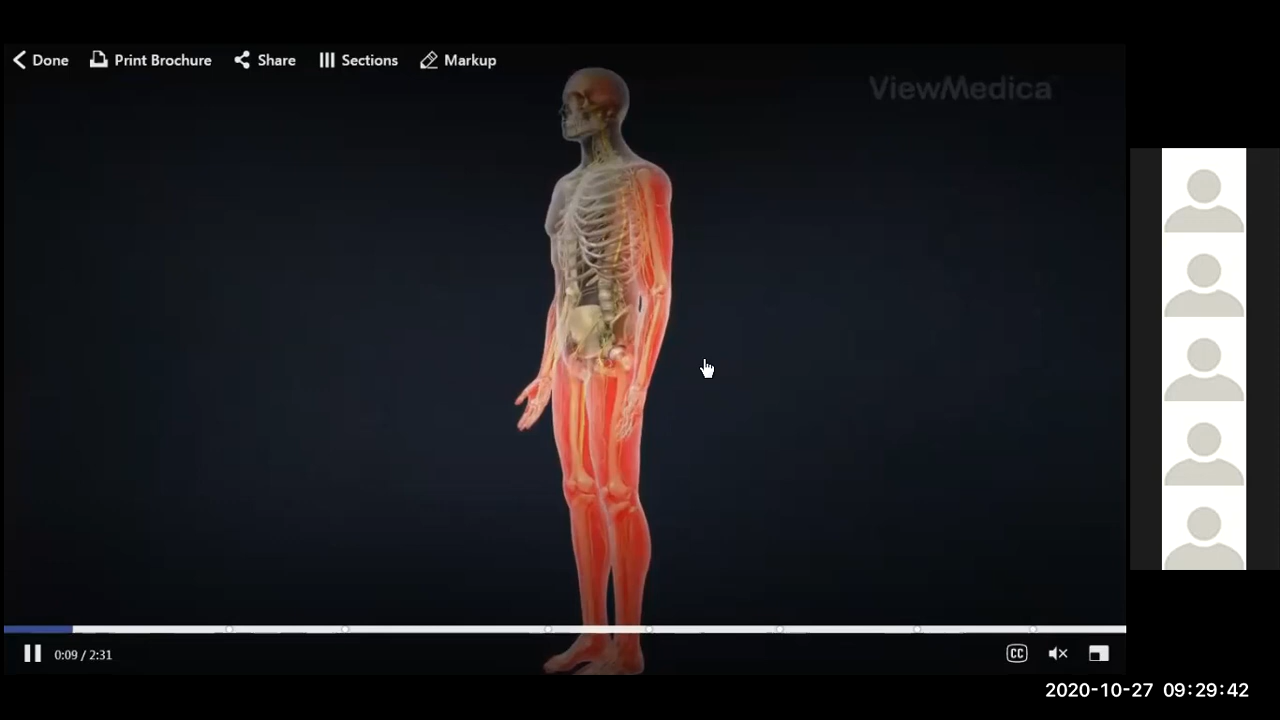 Done Print Brochure Share Sections Markup
ViewMedica
0:09 / 2:31 CC
2020-10-27 09:29:42